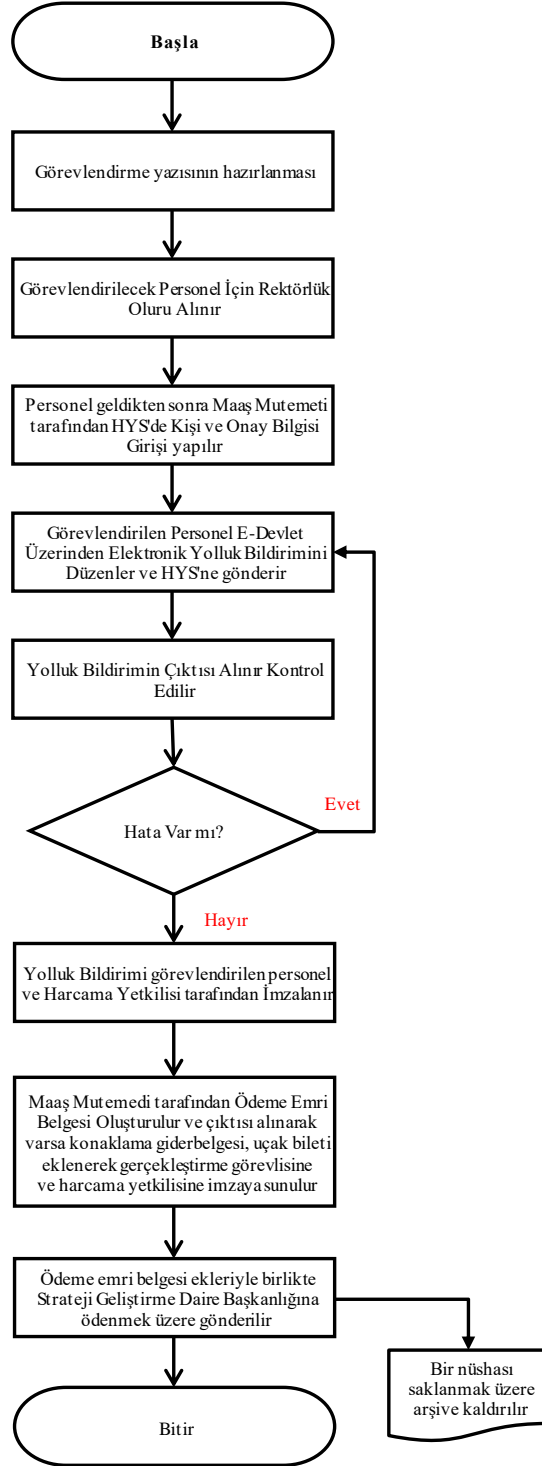 Başla
Görevlendirme yazısının hazırlanması
Görevlendirilecek Personel İçin Rektörlük
Oluru Alınır
Personel geldikten sonra Maaş Mutemeti
tarafından HYS'de Kişi ve Onay Bilgisi
Girişi yapılır
Görevlendirilen Personel E-Devlet
Üzerinden Elektronik Yolluk Bildirimini
Düzenler ve HYS'ne gönderir
Yolluk Bildirimin Çıktısı Alınır Kontrol
Edilir
Evet
Hata Var mı?
Hayır
Yolluk Bildirimi görevlendirilen personel
ve Harcama Yetkilisi tarafından İmzalanır
Maaş Mutemedi tarafından Ödeme Emri
Belgesi Oluşturulur ve çıktısı alınarak
varsa konaklama giderbelgesi, uçak bileti
eklenerek gerçekleştirme görevlisine
ve harcama yetkilisine imzaya sunulur
Ödeme emri belgesi ekleriyle birlikte
Strateji Geliştirme Daire Başkanlığına
ödenmek üzere gönderilir
Bir nüshası
saklanmak üzere
arşive kaldırılır
Bitir